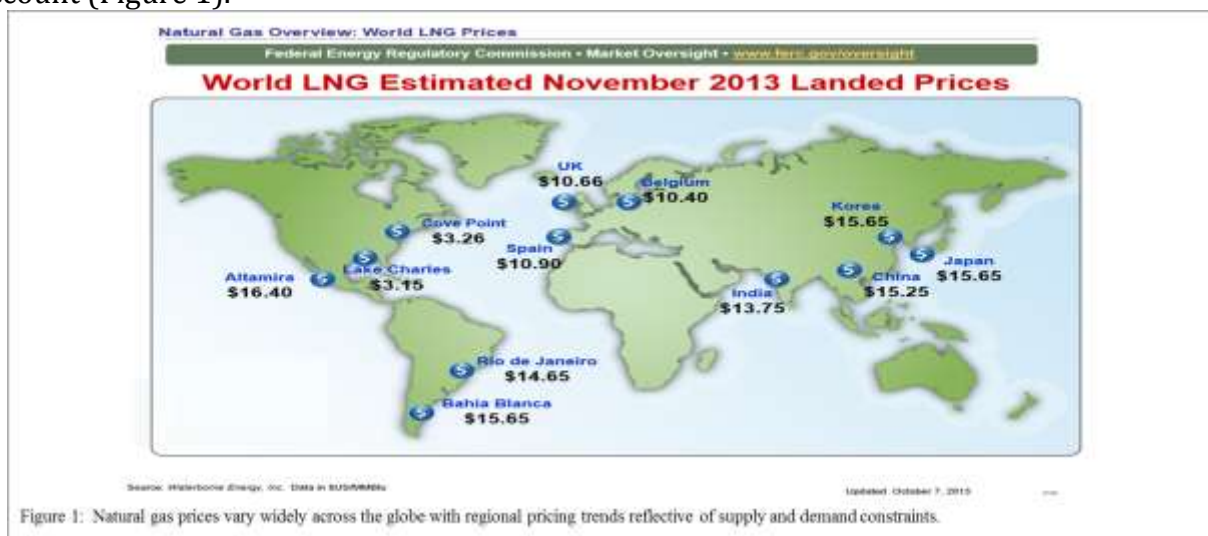 count (Figure 1).
Natural Gas Overview: World LNG Prices
Federal Energy Regulatory Commission • Market Oversight • www.ferc.gov/oversight
World LNG Estimated November 2013 Landed Prices
UK
$10.66
Belgium
$10.40
Cove Point
$3.26
Korea
$15.65
Spain
$10.90
Japan
$15.65
Altamira
$16.40
Lake Charles
$3.15
China
$15.25
India
$13.75
Rio de Janeiro
$14.65
Bahia Blanca
$15.65
Source: Waterborne Energy, Inc. Data in $US/MMBtu
Updated: October 7, 2013
Figure 1: Natural gas prices vary widely across the globe with regional pricing trends reflective of supply and demand constraints.